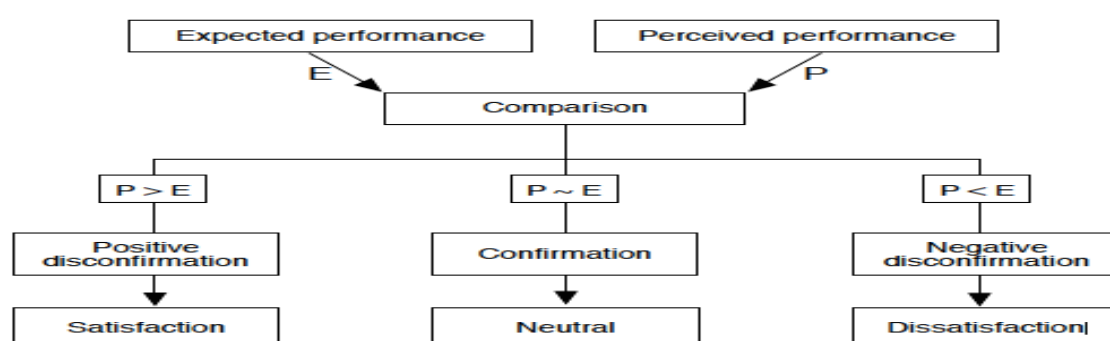 Expected performance
Perceived performance
E
P
Comparison
P > E
P ~ E
P < E
Positive
disconfirmation
Confirmation
Negative
disconfirmation
Satisfaction
Neutral
Dissatisfaction